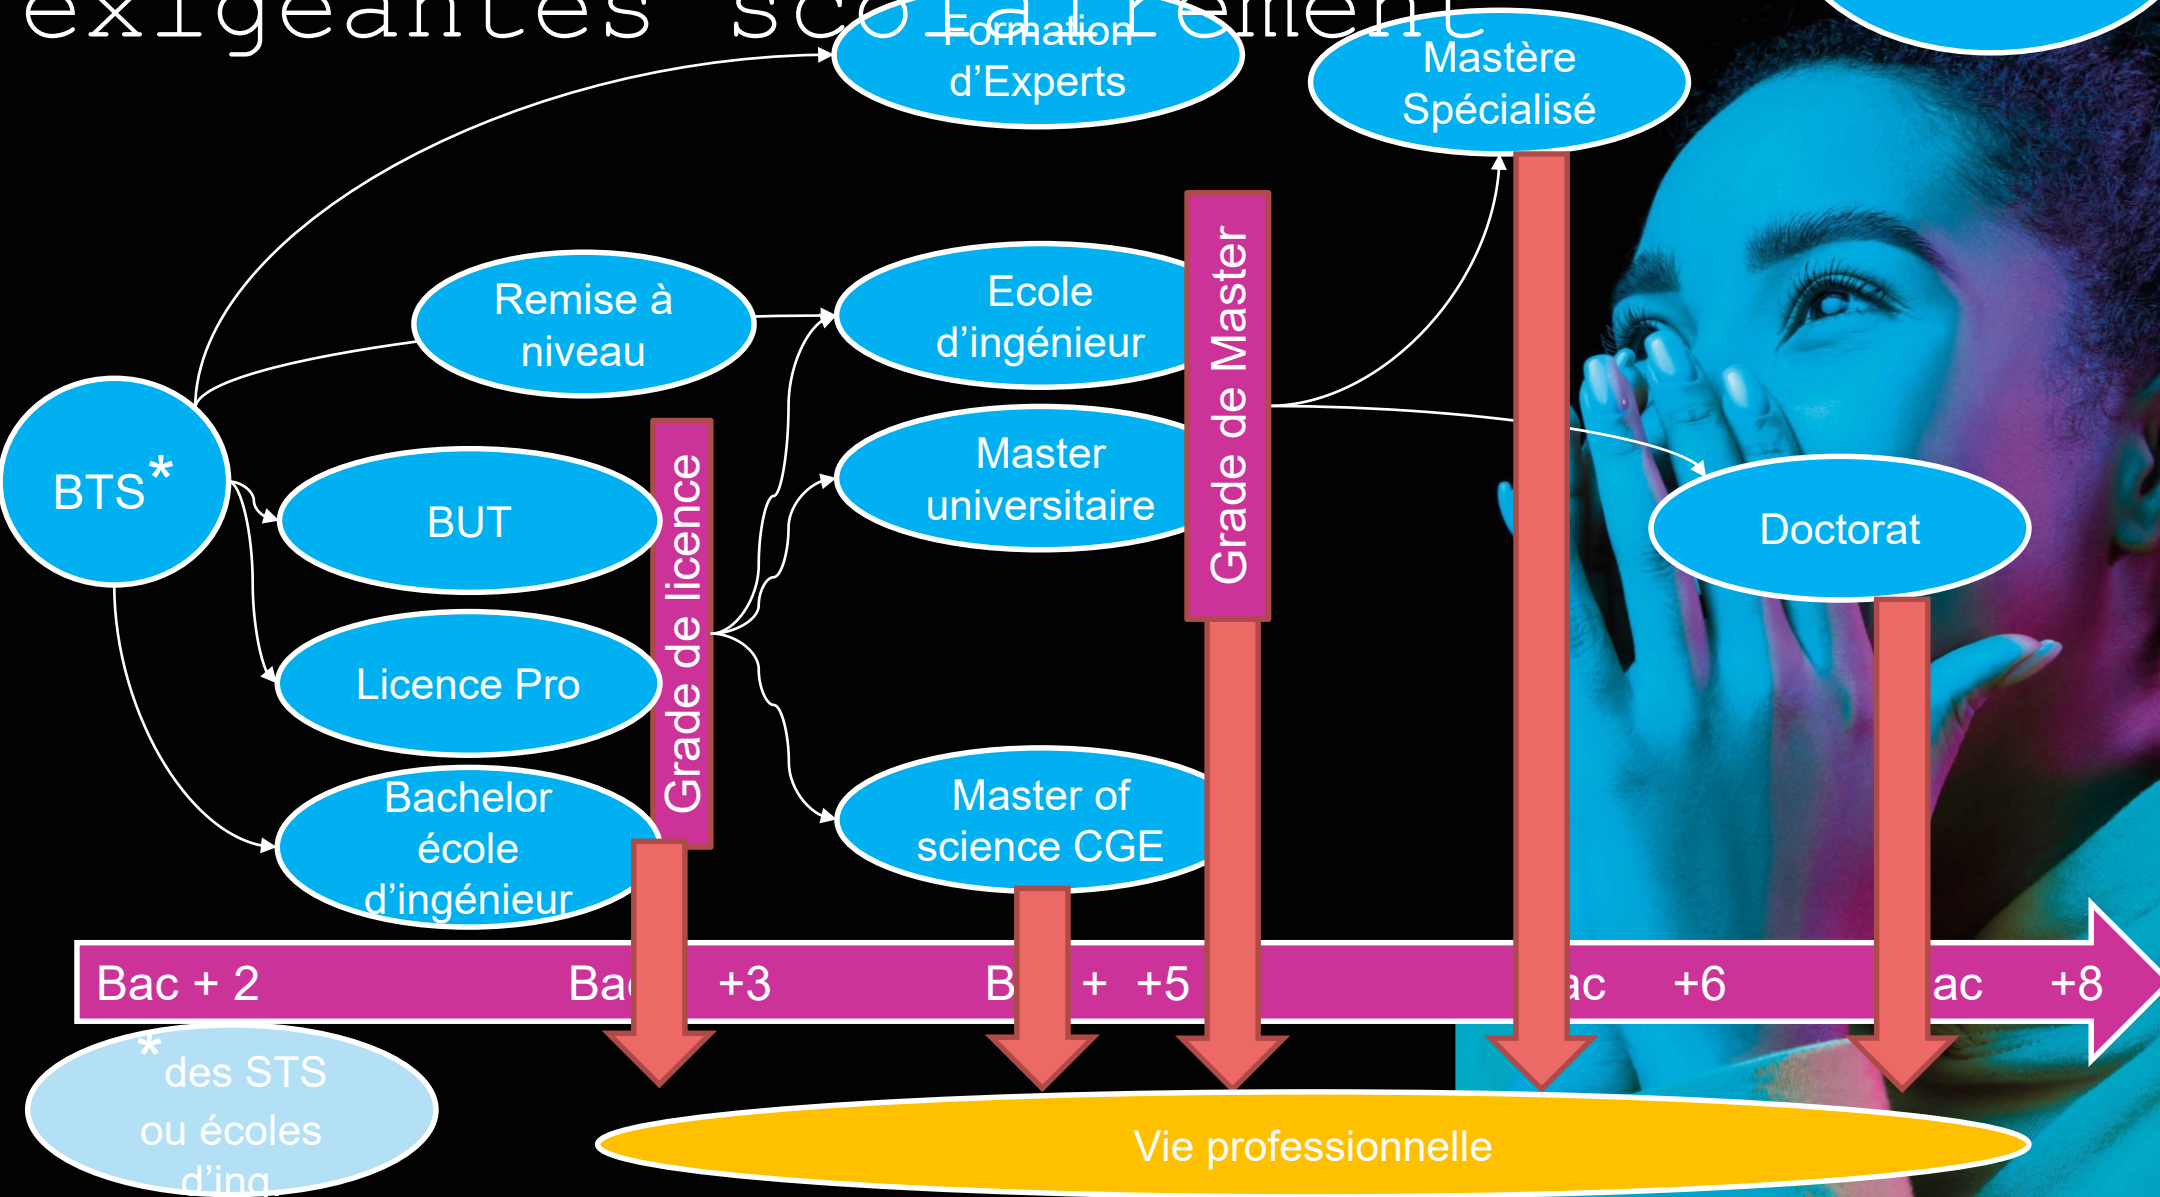 exigeantes scolairement
Formation
d’Experts
Mastère
Spécialisé
Remise à
niveau
Ecole
d’ingénieur
Grade de Master
BTS*
BUT
Grade de licence
Master
universitaire
Doctorat
Licence Pro
Bachelor
école
d’ingénieur
Master of
science CGE
Bac + 2
Bac +3
B + +5
ac +6
ac +8
* des STS
ou écoles
d’ing.
Vie professionnelle